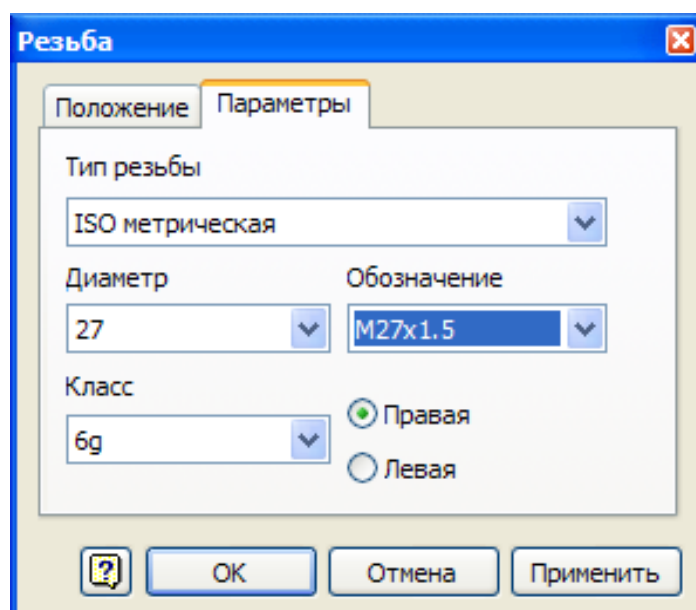 Резьба
Положение Параметры
Тип резьбы
ISO метрическая
Диаметр Обозначение
27 M27x1.5
Класс
6g Правая
Левая
? OK Отмена Применить